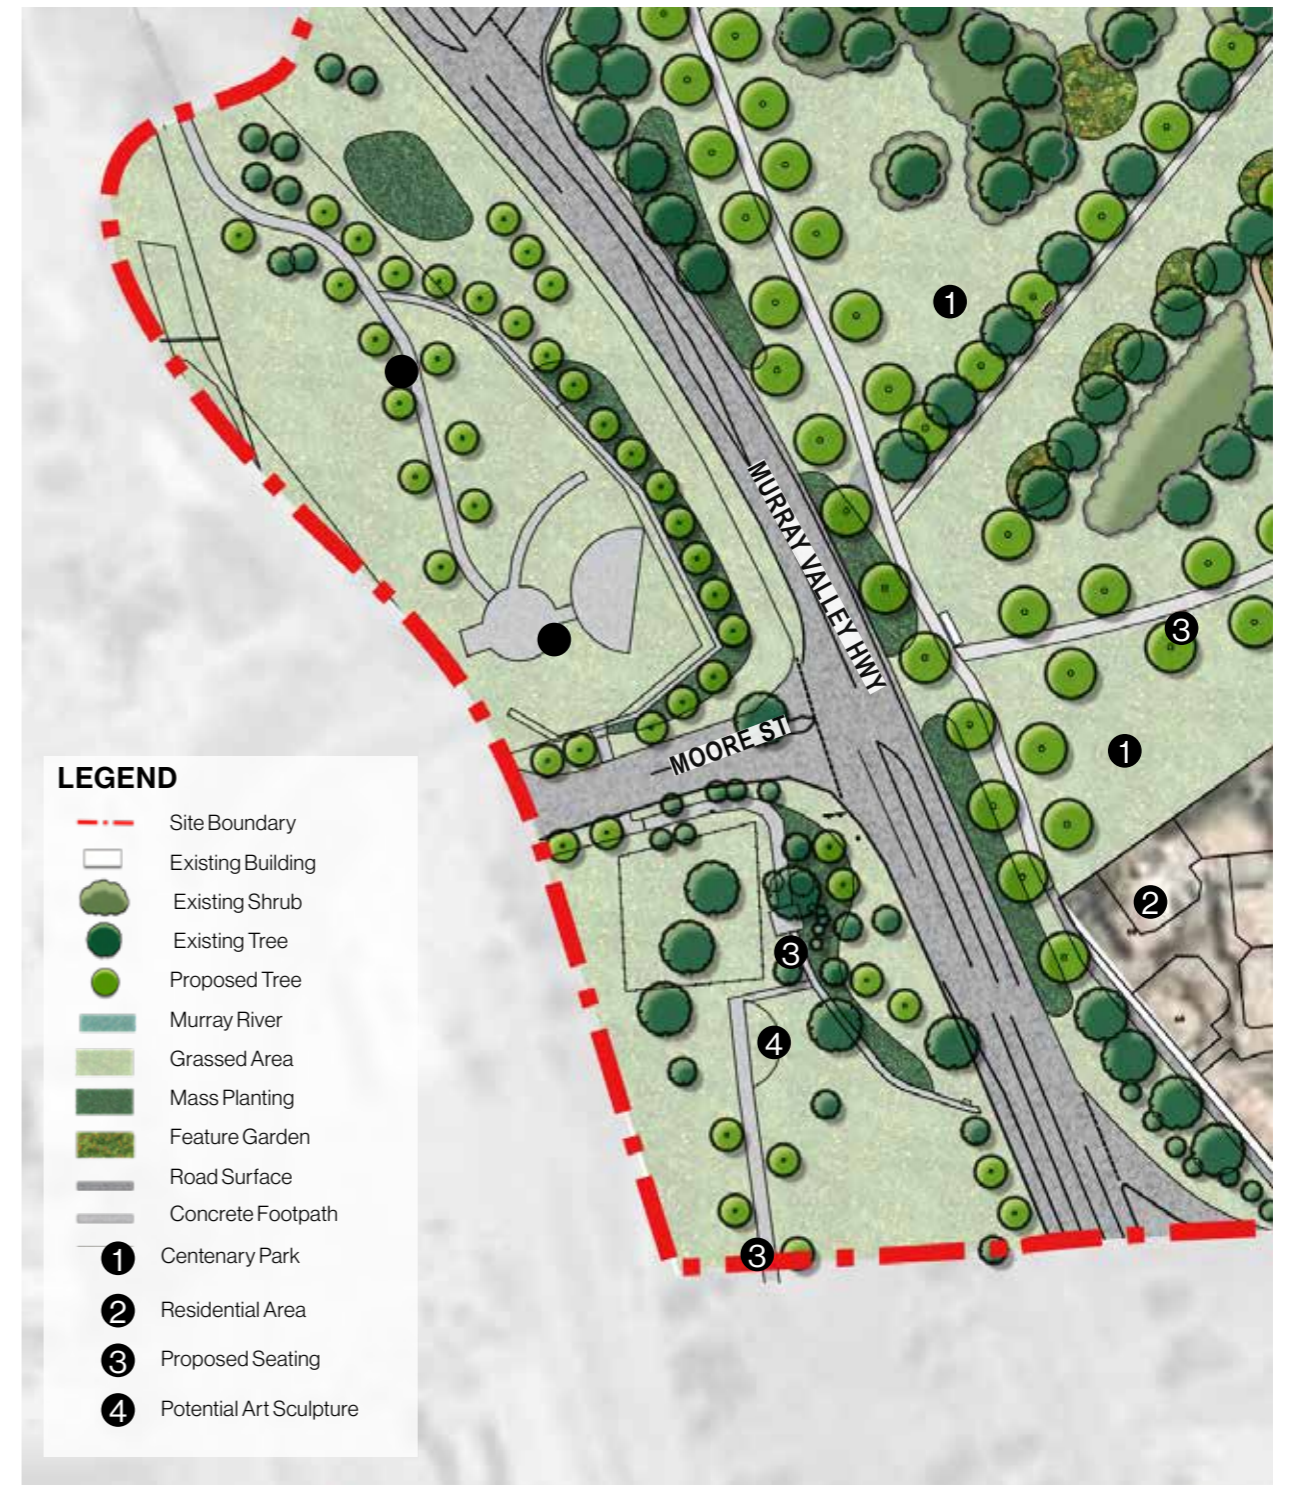 1
MURRAY VALLEY HWY
3
MOORE ST
1
2
3
4
3
LEGEND
Site Boundary
Existing Building
Existing Shrub
Existing Tree
Proposed Tree
Murray River
Grassed Area
Mass Planting
Feature Garden
Road Surface
Concrete Footpath
1 Centenary Park
2 Residential Area
3 Proposed Seating
4 Potential Art Sculpture